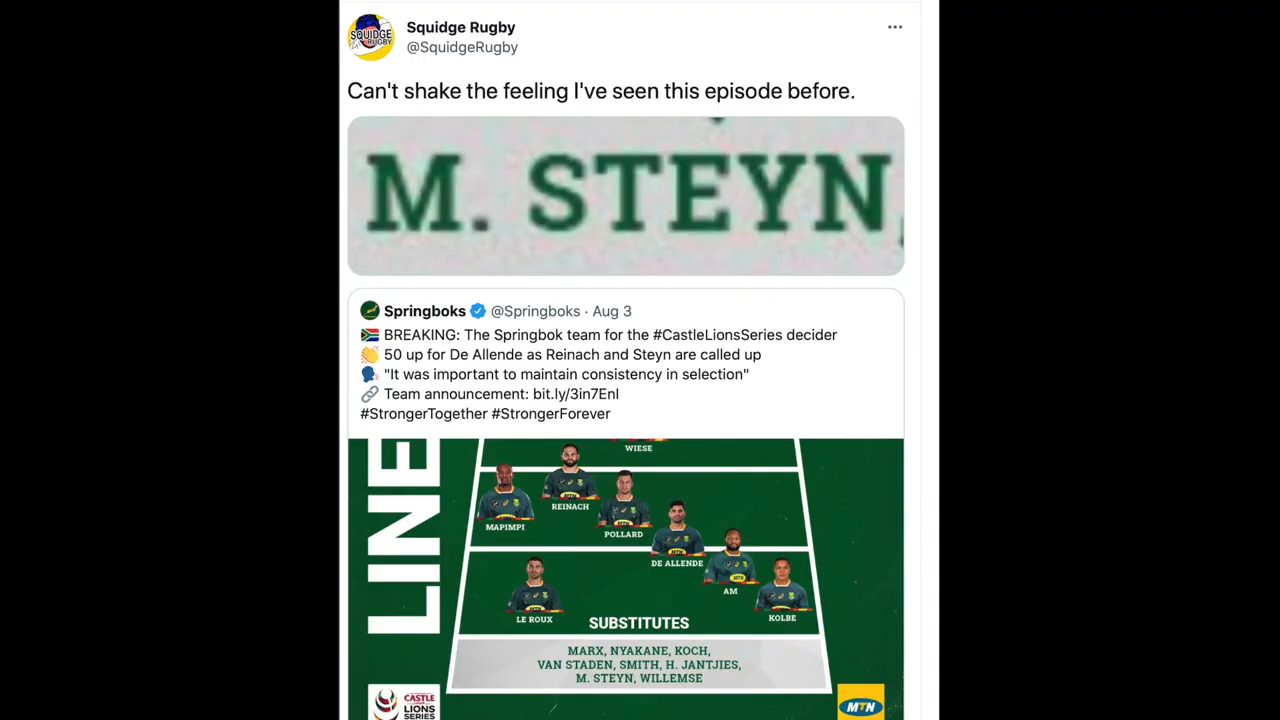 SQUIDGE
RUGBY
Squidge Rugby
@SquidgeRugby
Can't shake the feeling I've seen this episode before.
M. STEYN,
Springboks @Springboks · Aug 3
BREAKING: The Springbok team for the #CastleLionsSeries decider
50 up for De Allende as Reinach and Steyn are called up
"It was important to maintain consistency in selection"
Team announcement: bit.ly/3in7EnI
#StrongerTogether #StrongerForever
LINE
WIESE
REINACH
MAPIMPI
POLLARD
DE ALLENDE
AM
KOLBE
LE ROUX
SUBSTITUTES
MARX, NYAKANE, KOCH,
VAN STADEN, SMITH, H. JANTJIES,
M. STEYN, WILLEMSE
CASTLE
LIONS
SERIES
MTN